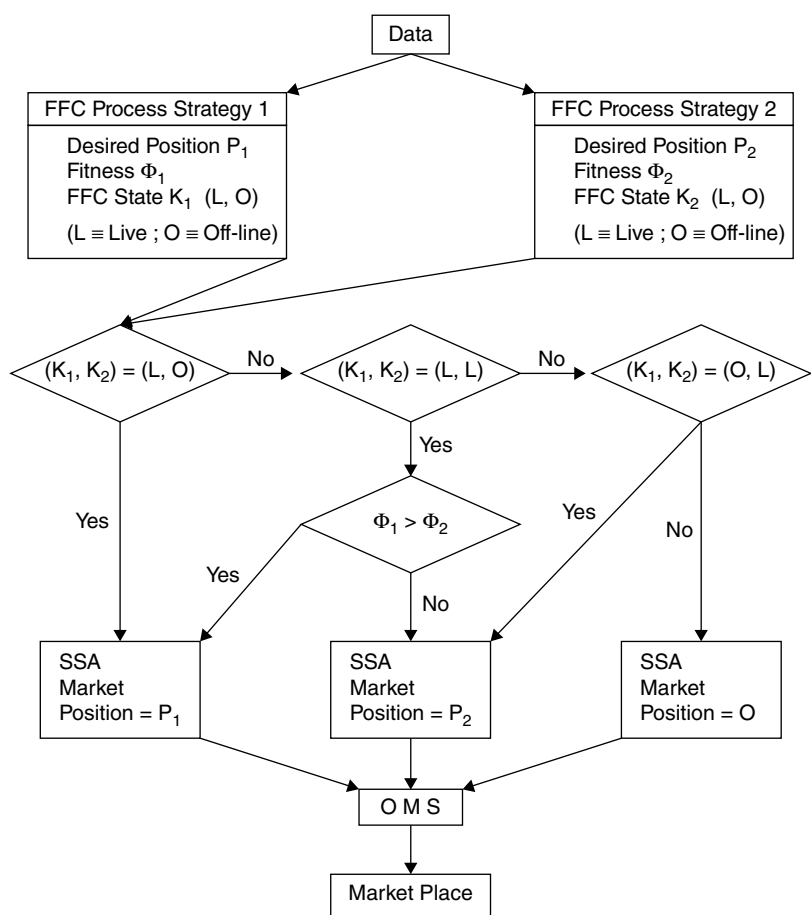 Data
FFC Process Strategy 1
Desired Position P₁
Fitness Φ₁
FFC State K₁ (L, O)
(L ≡ Live ; O ≡ Off-line)
FFC Process Strategy 2
Desired Position P₂
Fitness Φ₂
FFC State K₂ (L, O)
(L ≡ Live ; O ≡ Off-line)
(K₁, K₂) = (L, O)
No
(K₁, K₂) = (L, L)
No
(K₁, K₂) = (O, L)
Yes
Yes
Φ₁ > Φ₂
Yes
No
Yes
No
SSA
Market
Position = P₁
SSA
Market
Position = P₂
SSA
Market
Position = O
O M S
Market Place